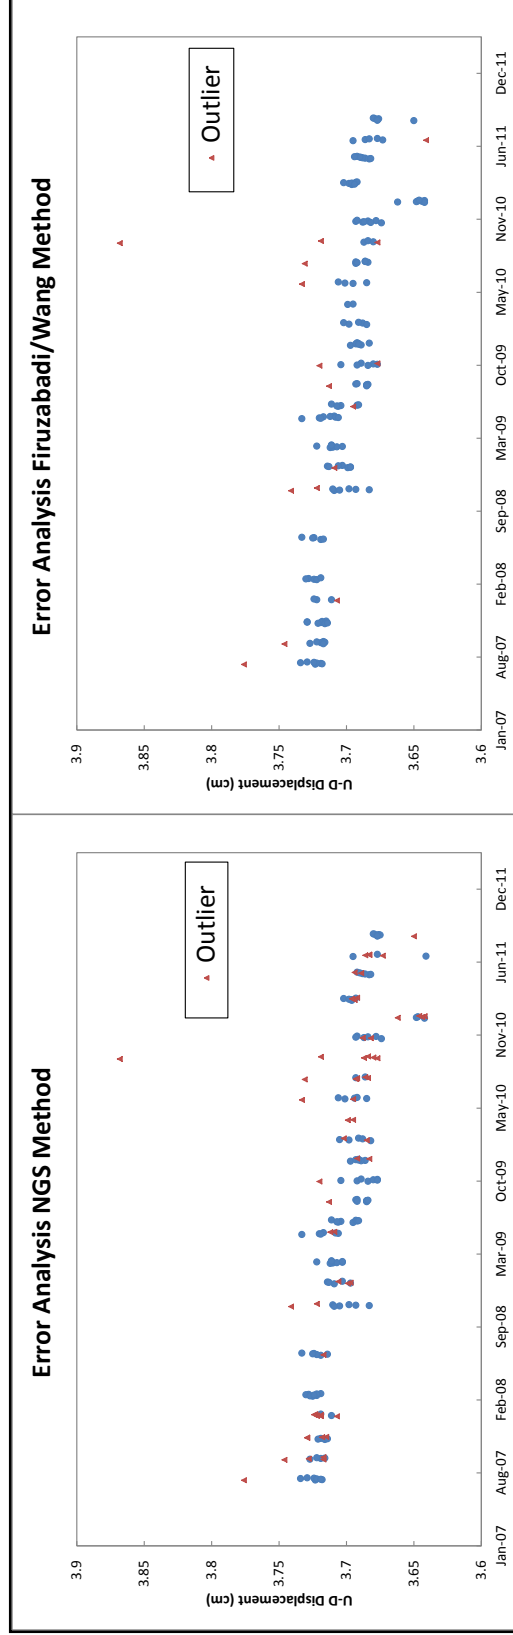 Error Analysis NGS Method
3.9
3.85
3.8
3.75
3.7
3.65
3.6
U-D Displacement (cm)
Jan-07
Aug-07
Feb-08
Sep-08
Mar-09
Oct-09
May-10
Nov-10
Jun-11
Dec-11
Outlier
Error Analysis Firuzabadi/Wang Method
3.9
3.85
3.8
3.75
3.7
3.65
3.6
U-D Displacement (cm)
Jan-07
Aug-07
Feb-08
Sep-08
Mar-09
Oct-09
May-10
Nov-10
Jun-11
Dec-11
Outlier